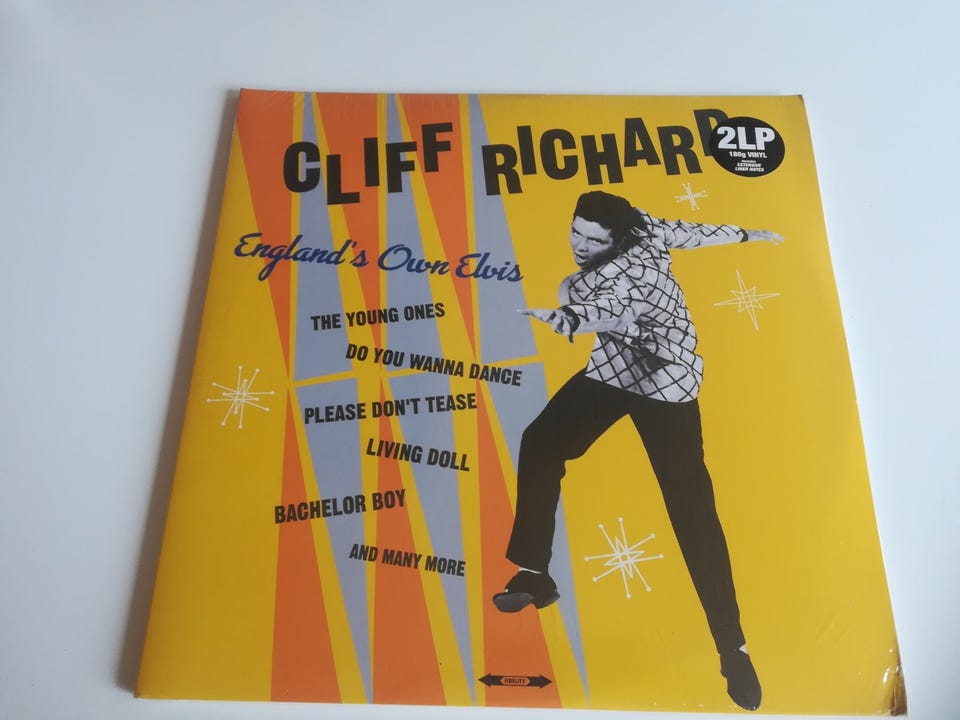 CLIFF RICHARD
2LP
180g VINYL
Includes
EXTENSIVE
LINER NOTES
England's Own Elvis
THE YOUNG ONES
DO YOU WANNA DANCE
PLEASE DON'T TEASE
LIVING DOLL
BACHELOR BOY
AND MANY MORE
FIDELITY